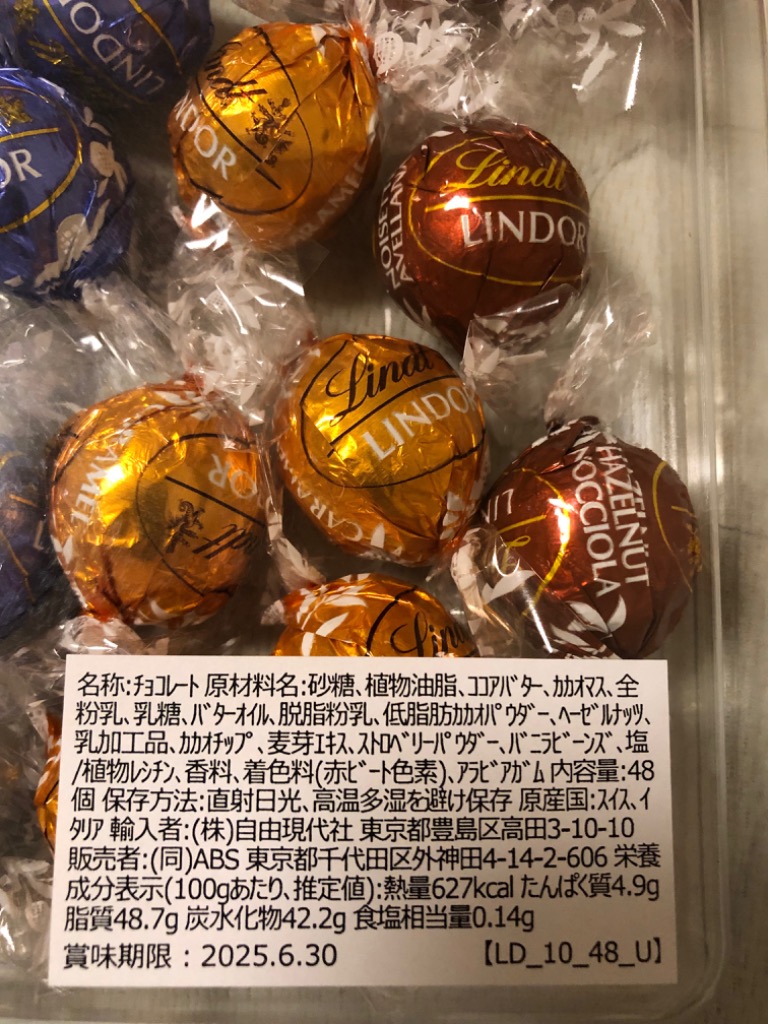 LINDOR
Lindt
LINDOR
CARAMEL
Lindt
LINDOR
OR
Lindt
LINDOR
CARAMEL
LINDOR
Lindt
HAZELNUT
NOCCIOLA
名称:ﾁｮｺﾚｰﾄ 原材料名:砂糖、植物油脂、ｺｺｱﾊﾞﾀｰ、ｶｶｵﾏｽ、全
粉乳、乳糖、ﾊﾞﾀｰｵｲﾙ、脱脂粉乳、低脂肪ｶｶｵﾊﾟｳﾀﾞｰ、ﾍｰｾﾞﾙﾅｯﾂ、
乳加工品、ｶｶｵﾁｯﾌﾟ、麦芽ｴｷｽ、ｽﾄﾛﾍﾞﾘｰﾊﾟｳﾀﾞｰ、ﾊﾞﾆﾗﾋﾞｰﾝｽﾞ、塩
/植物ﾚｼﾁﾝ、香料、着色料(赤ﾋﾞｰﾄ色素)、ｱﾗﾋﾞｱｶﾞﾑ 内容量:48
個 保存方法:直射日光、高温多湿を避け保存 原産国:ｽｲｽ、ｲ
ﾀﾘｱ 輸入者:(株)自由現代社 東京都豊島区高田3-10-10
販売者:(同)ABS 東京都千代田区外神田4-14-2-606 栄養
成分表示(100gあたり、推定値):熱量627kcal たんぱく質4.9g
脂質48.7g 炭水化物42.2g 食塩相当量0.14g
賞味期限：2025.6.30 【LD_10_48_U】